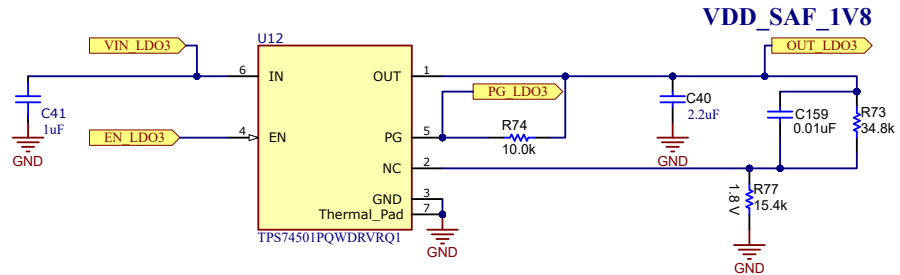 VDD_SAF_1V8
VIN_LDO3
U12
OUT_LDO3
6
IN
OUT
1
PG_LDO3
C41
1uF
GND
EN_LDO3
4
EN
PG
5
R74
10.0k
C40
2.2uF
GND
C159
0.01uF
R73
34.8k
NC
2
GND
3
Thermal_Pad
7
TPS74501PQWDRVRQ1
GND
1.8 V
R77
15.4k
GND